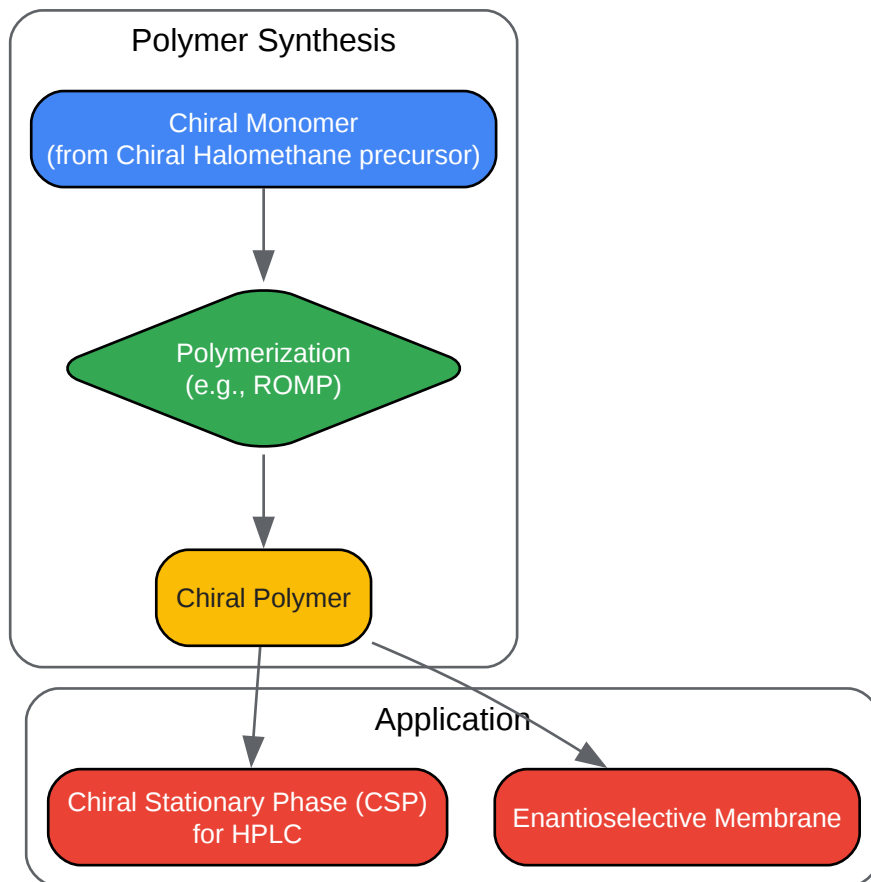 Polymer Synthesis
Chiral Monomer
(from Chiral Halomethane precursor)
Polymerization
(e.g., ROMP)
Chiral Polymer
Application
Chiral Stationary Phase (CSP)
for HPLC
Enantioselective Membrane